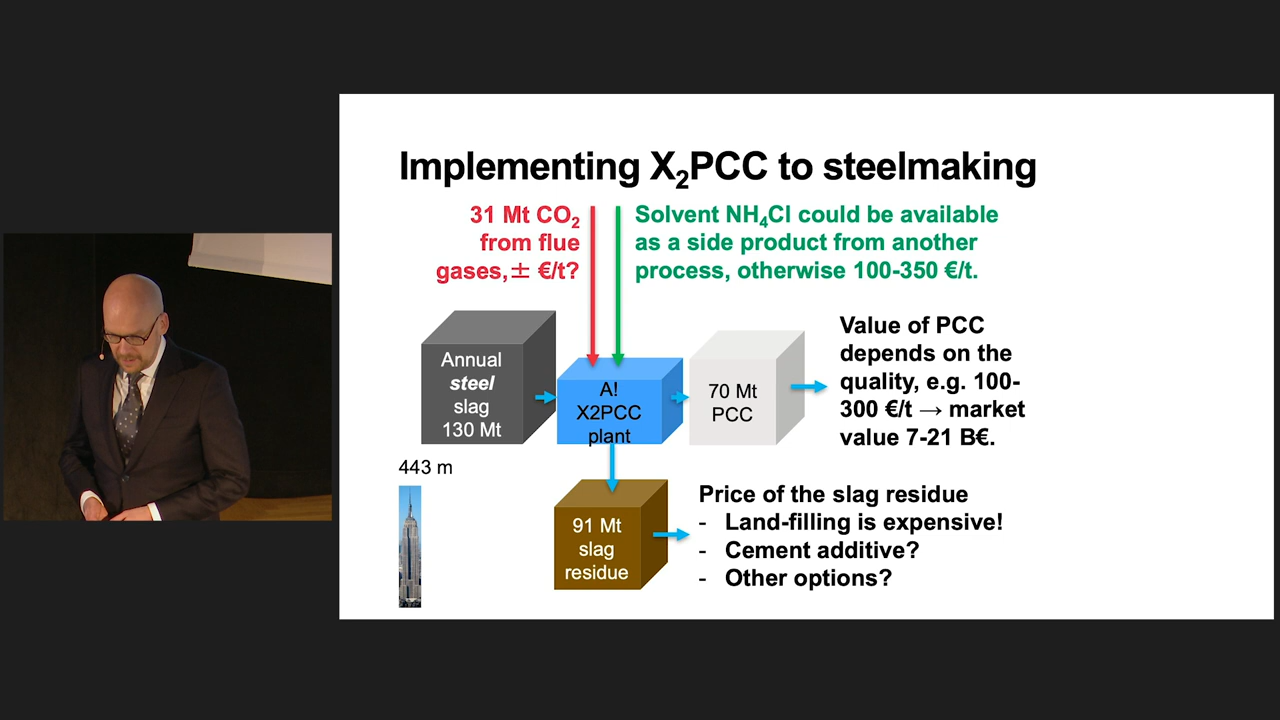 Implementing X₂PCC to steelmaking
31 Mt CO₂
from flue
gases, ± €/t?
Solvent NH₄Cl could be available
as a side product from another
process, otherwise 100-350 €/t.
Annual
steel
slag
130 Mt
A!
X2PCC
plant
70 Mt
PCC
Value of PCC
depends on the
quality, e.g. 100-
300 €/t → market
value 7-21 B€.
443 m
91 Mt
slag
residue
Price of the slag residue
- Land-filling is expensive!
- Cement additive?
- Other options?